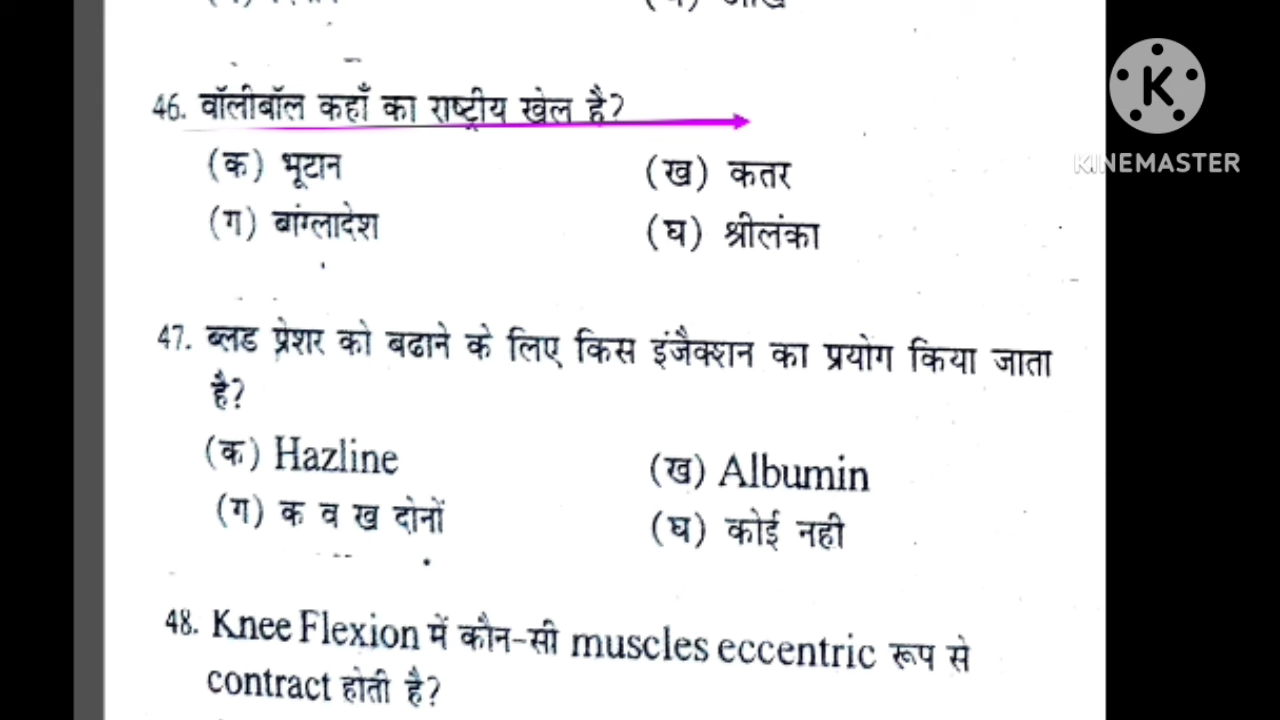 46. वॉलीबॉल कहाँ का राष्ट्रीय खेल है?
(क) भूटान (ख) कतर
(ग) बांग्लादेश (घ) श्रीलंका
47. ब्लड प्रेशर को बढाने के लिए किस इंजैक्शन का प्रयोग किया जाता
है?
(क) Hazline (ख) Albumin
(ग) क व ख दोनों (घ) कोई नही
48. Knee Flexion में कौन-सी muscles eccentric रूप से
contract होती है?
K
KINEMASTER